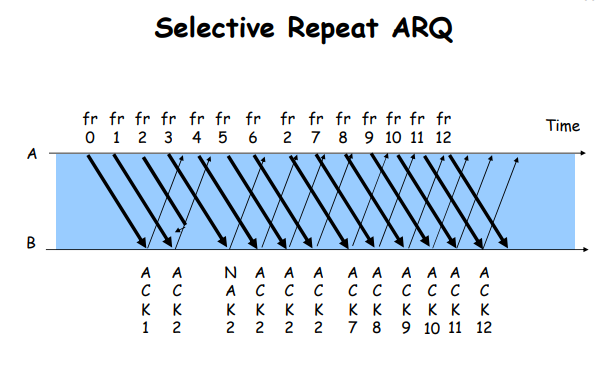 Selective Repeat ARQ
fr fr fr fr fr fr fr fr fr fr fr fr fr fr
0 1 2 3 4 5 6 2 7 8 9 10 11 12
Time
A
B
A A N A A A A A A A A A
C C A C C C C C C C C C
K K K K K K K K K K K K
1 2 2 2 2 2 7 8 9 10 11 12